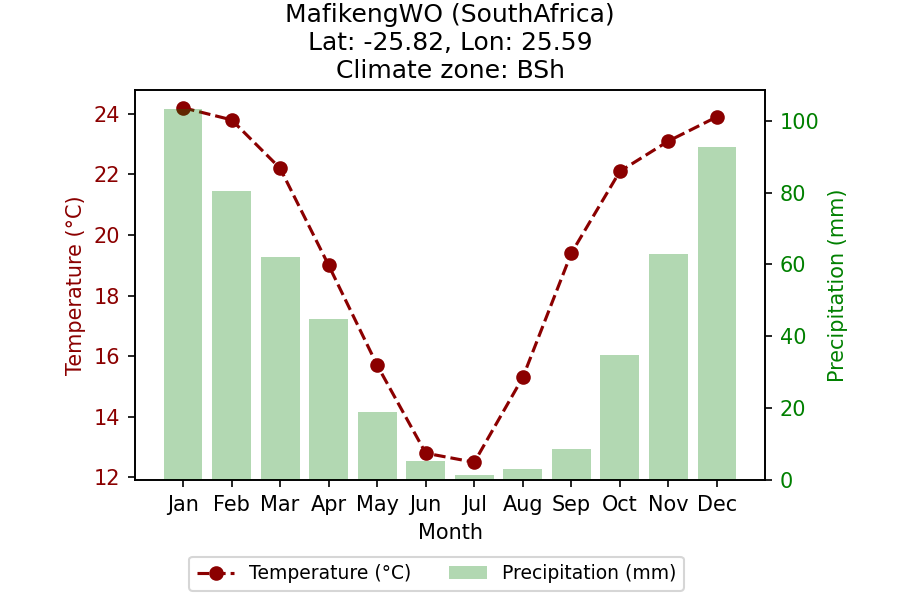 MafikengWO (SouthAfrica)
Lat: -25.82, Lon: 25.59
Climate zone: BSh
24
22
20
18
16
14
12
Temperature (°C)
100
80
60
40
20
0
Precipitation (mm)
Jan Feb Mar Apr May Jun Jul Aug Sep Oct Nov Dec
Month
Temperature (°C) Precipitation (mm)